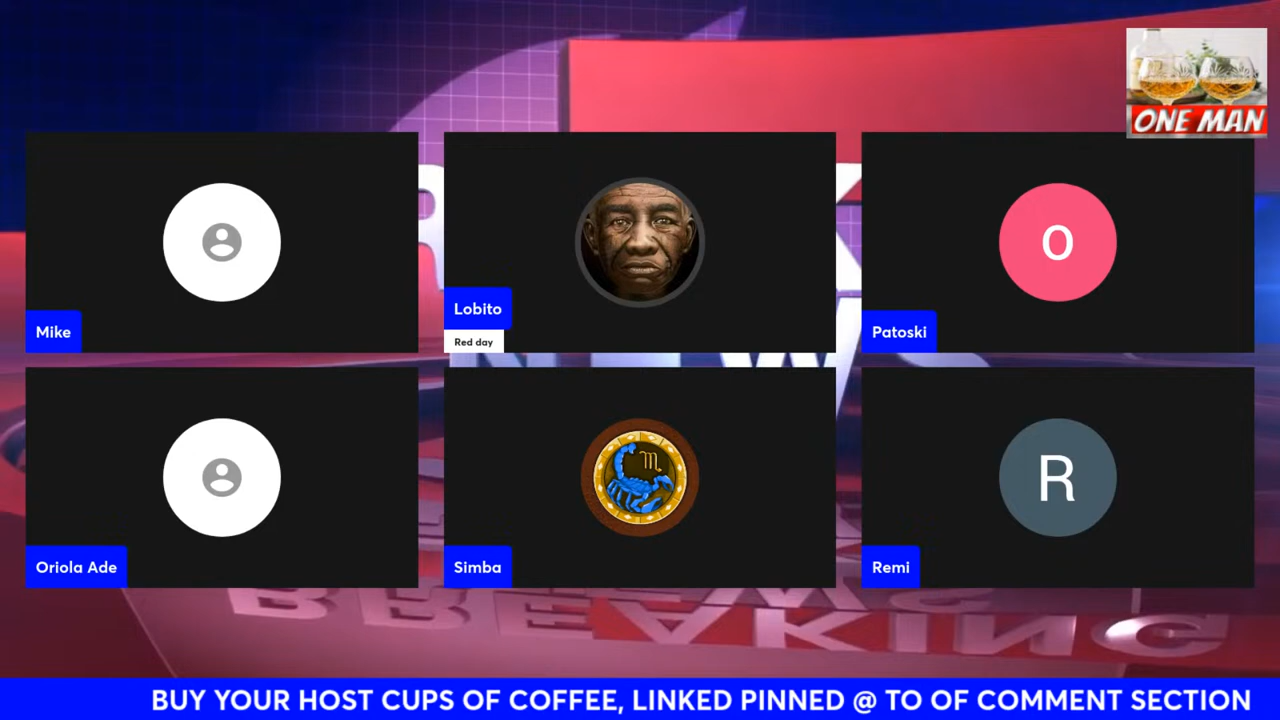 ONE MAN
Mike
Lobito
Red day
O
Patoski
Oriola Ade
Simba
R
Remi
BREAKING
BUY YOUR HOST CUPS OF COFFEE, LINKED PINNED @ TO OF COMMENT SECTION